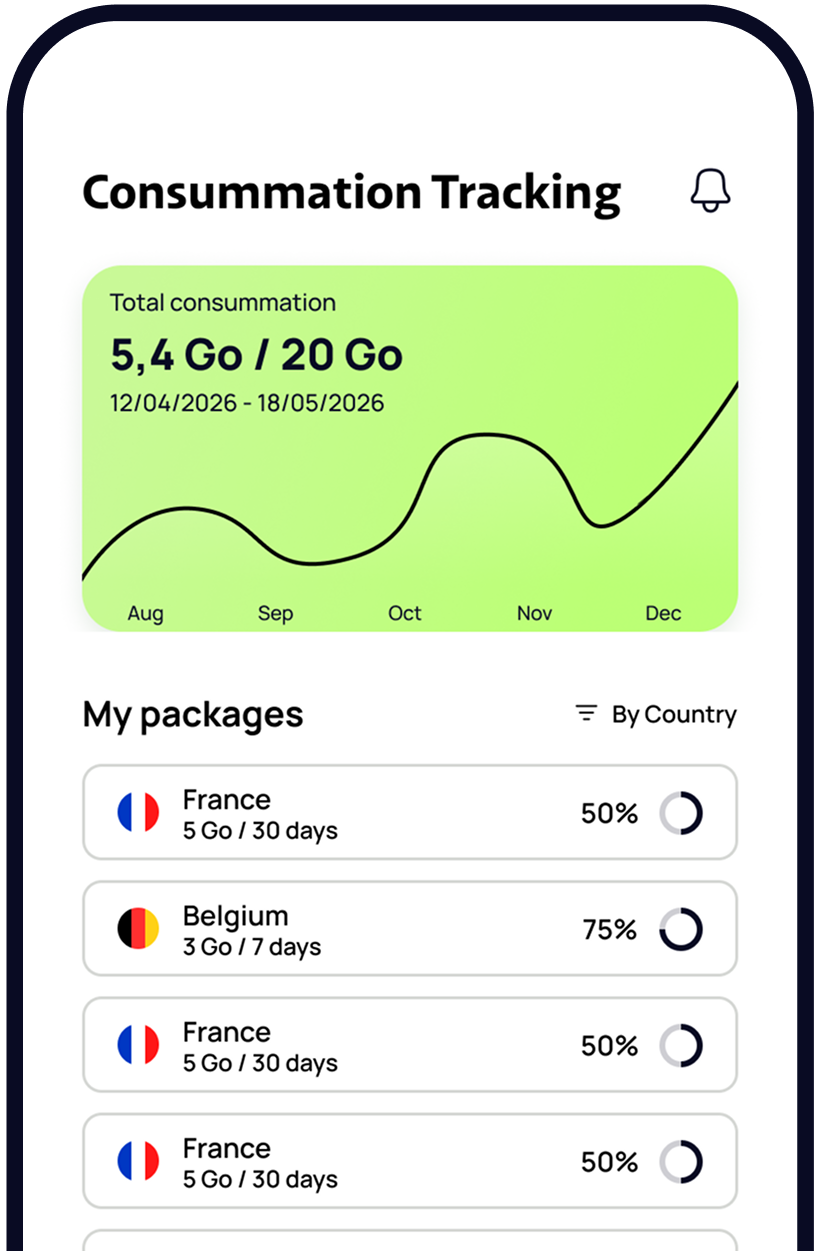 Consummation Tracking
Total consummation
5,4 Go / 20 Go
12/04/2026 - 18/05/2026
Aug Sep Oct Nov Dec
My packages By Country
France
5 Go / 30 days
50%
Belgium
3 Go / 7 days
75%
France
5 Go / 30 days
50%
France
5 Go / 30 days
50%